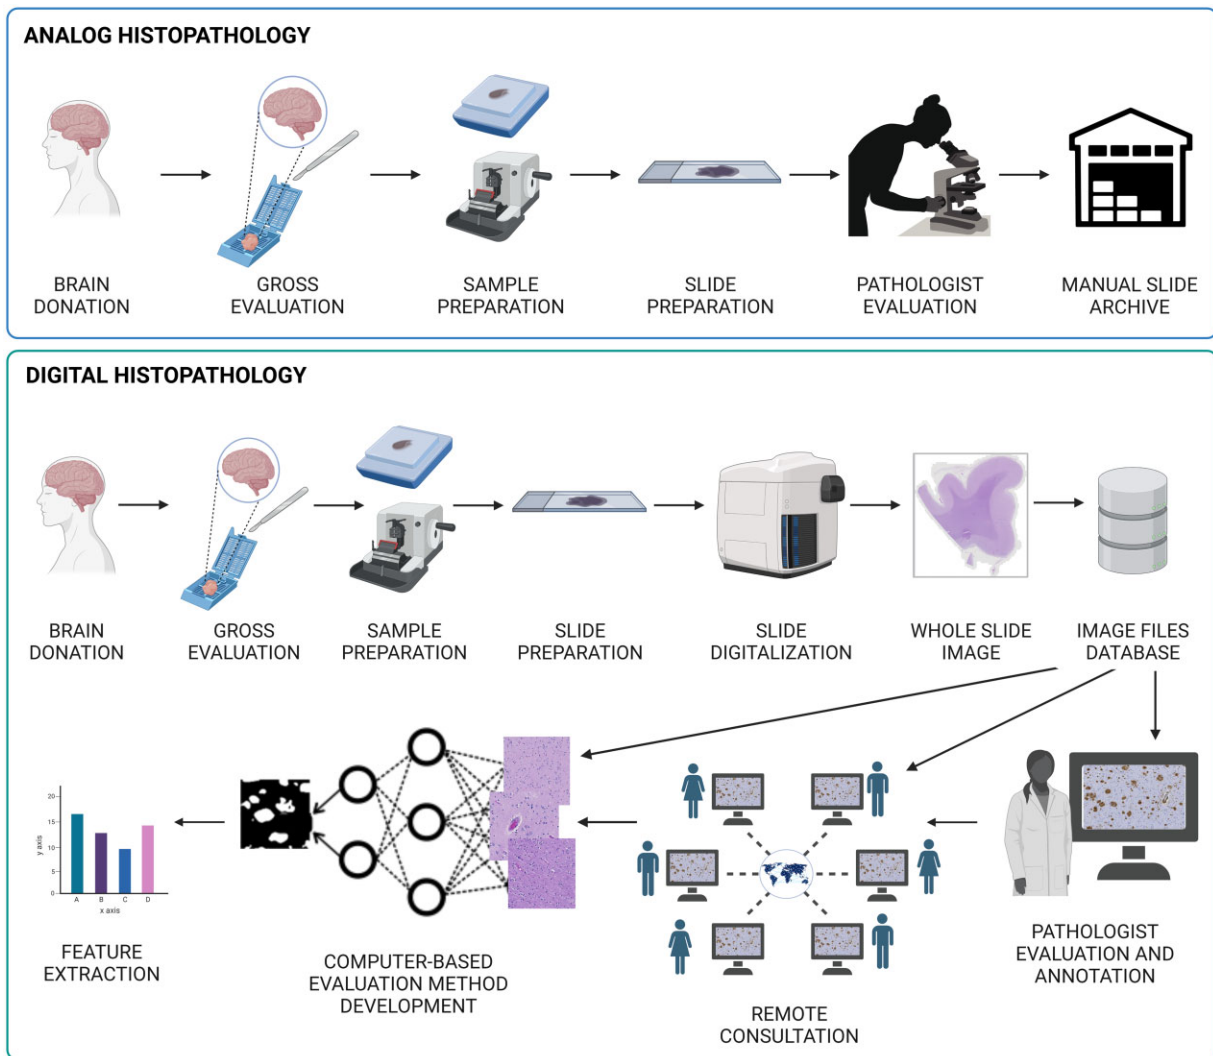 ANALOG HISTOPATHOLOGY
BRAIN
DONATION
GROSS
EVALUATION
SAMPLE
PREPARATION
SLIDE
PREPARATION
PATHOLOGIST
EVALUATION
MANUAL SLIDE
ARCHIVE
DIGITAL HISTOPATHOLOGY
BRAIN
DONATION
GROSS
EVALUATION
SAMPLE
PREPARATION
SLIDE
PREPARATION
SLIDE
DIGITALIZATION
WHOLE SLIDE
IMAGE
IMAGE FILES
DATABASE
y axis
20
15
10
5
0
A
B
C
D
x axis
FEATURE
EXTRACTION
COMPUTER-BASED
EVALUATION METHOD
DEVELOPMENT
REMOTE
CONSULTATION
PATHOLOGIST
EVALUATION AND
ANNOTATION